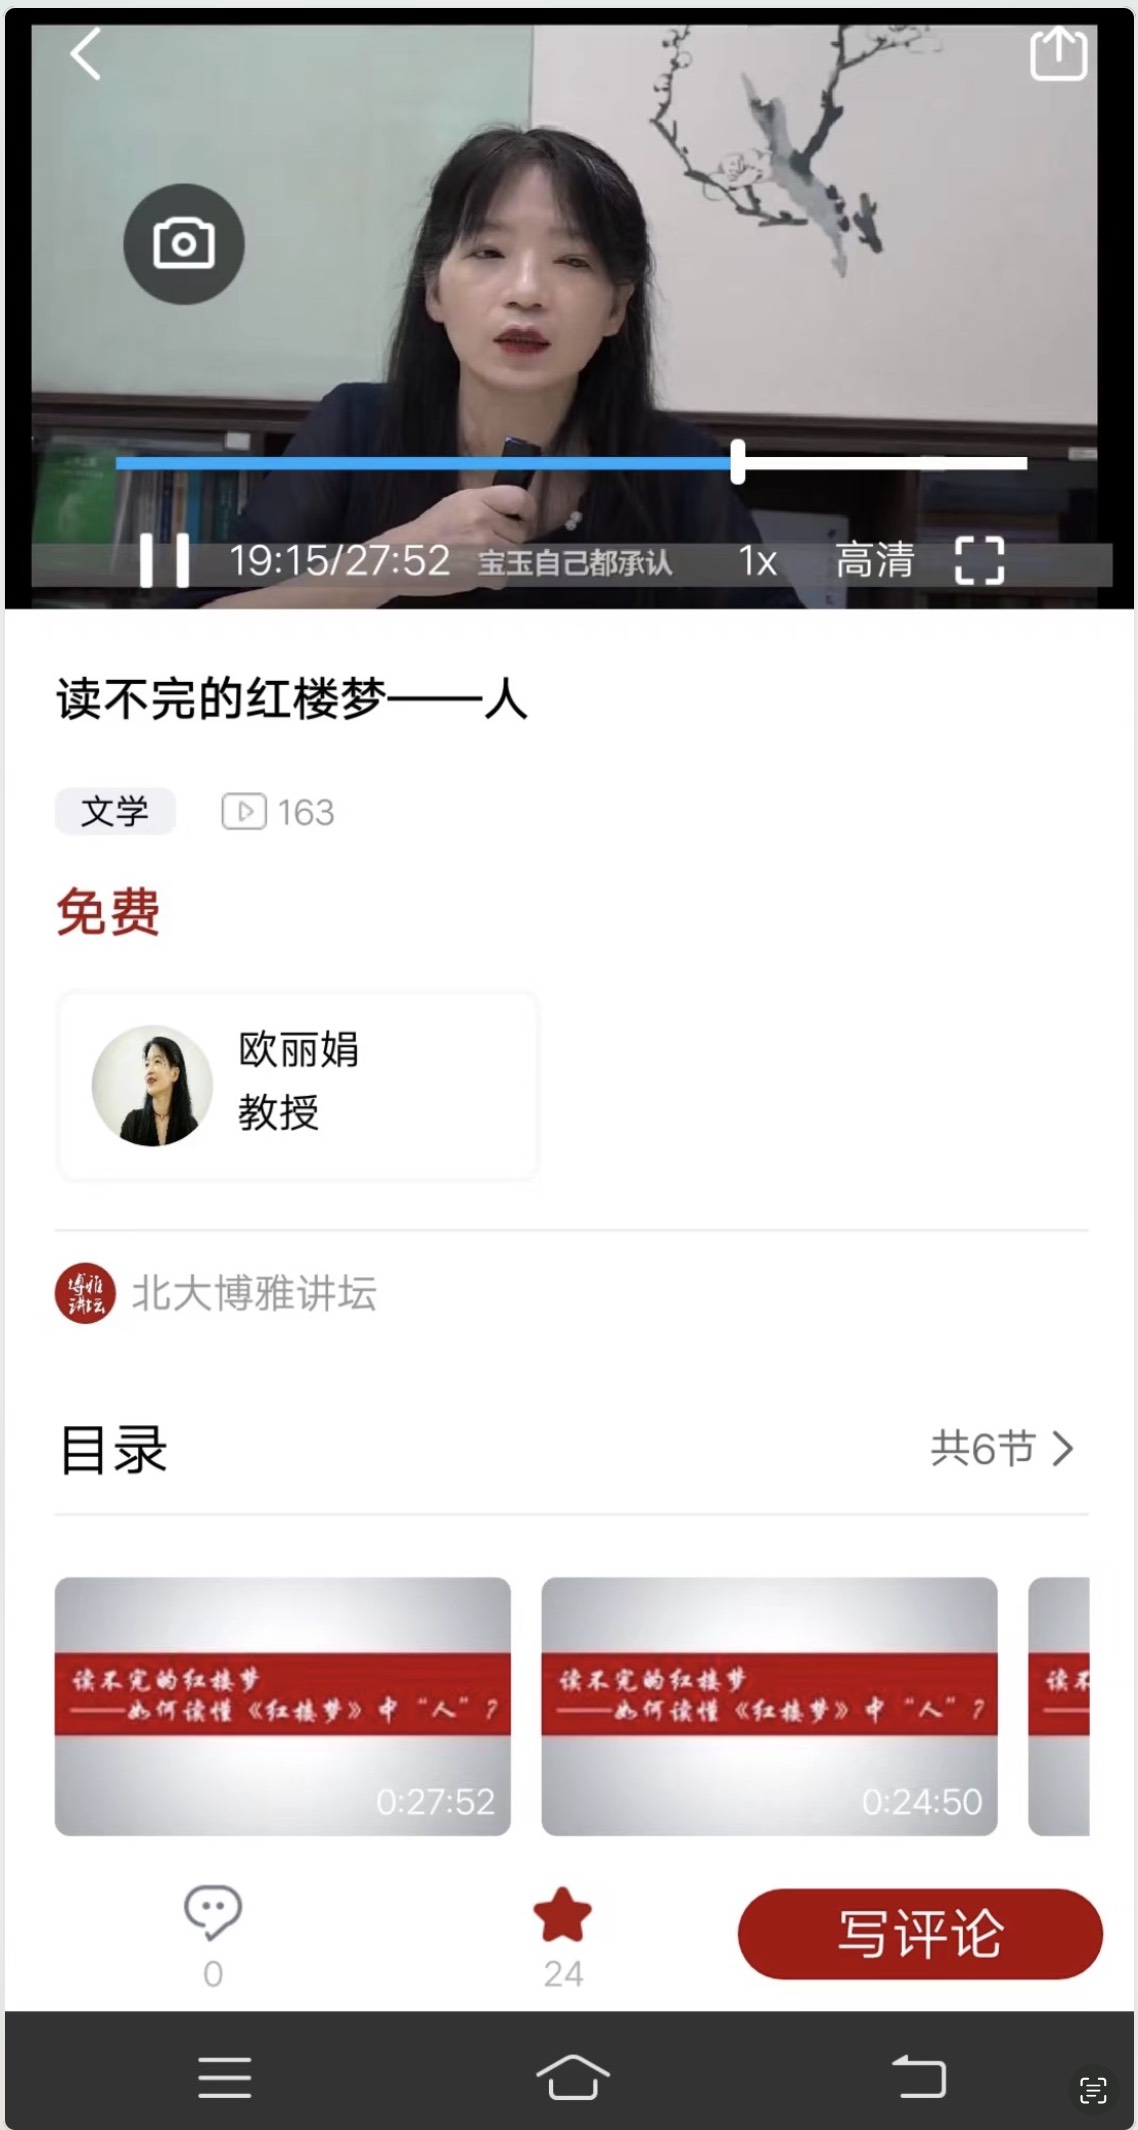 19:15/27:52 宝玉自己都承认 1x 高清
读不完的红楼梦——人
文学 163
免费
欧丽娟
教授
博雅
讲坛
北大博雅讲坛
目录 共6节
读不完的红楼梦
——如何读懂《红楼梦》中“人”?
0:27:52
读不完的红楼梦
——如何读懂《红楼梦》中“人”?
0:24:50
读不
0
24
写评论